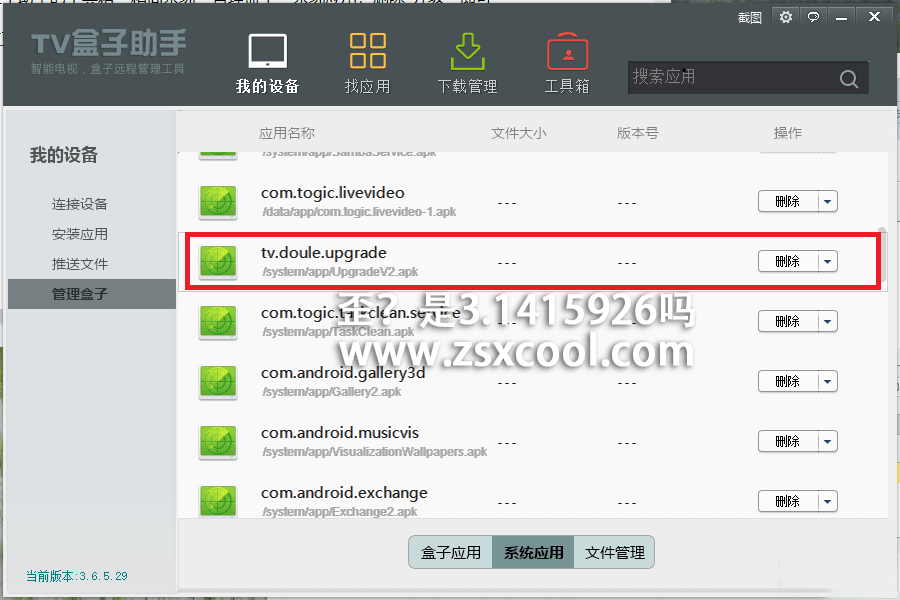 截图
TV盒子助手
智能电视，盒子远程管理工具
我的设备
找应用
下载管理
工具箱
搜索应用
我的设备
连接设备
安装应用
推送文件
管理盒子
当前版本:3.6.5.29
应用名称 文件大小 版本号 操作
/system/app/SambaService.apk
com.togic.livevideo
/data/app/com.togic.livevideo-1.apk
--- --- 删除
tv.doule.upgrade
/system/app/UpgradeV2.apk
--- --- 删除
com.togic.taskclean.service
/system/app/TaskClean.apk
--- --- 删除
歪？是3.1415926吗
www.zsxcool.com
com.android.gallery3d
/system/app/Gallery2.apk
--- --- 删除
com.android.musicvis
/system/app/VisualizationWallpapers.apk
--- --- 删除
com.android.exchange
/system/app/Exchange2.apk
--- --- 删除
盒子应用 系统应用 文件管理